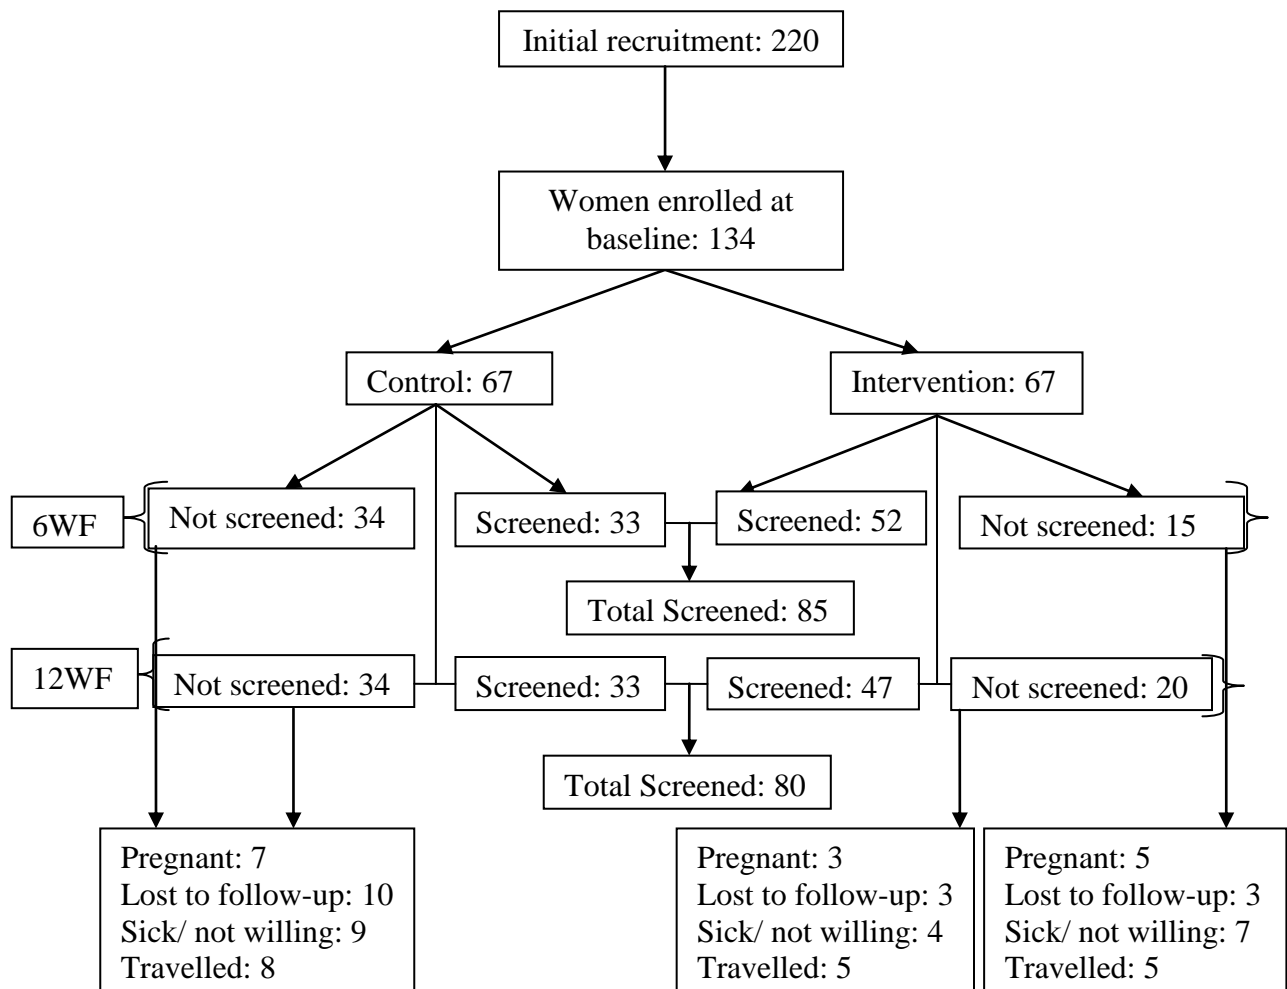 Initial recruitment: 220
Women enrolled at
baseline: 134
Control: 67
Intervention: 67
6WF
Not screened: 34
Screened: 33
Screened: 52
Not screened: 15
Total Screened: 85
12WF
Not screened: 34
Screened: 33
Screened: 47
Not screened: 20
Total Screened: 80
Pregnant: 7
Lost to follow-up: 10
Sick/ not willing: 9
Travelled: 8
Pregnant: 3
Lost to follow-up: 3
Sick/ not willing: 4
Travelled: 5
Pregnant: 5
Lost to follow-up: 3
Sick/ not willing: 7
Travelled: 5